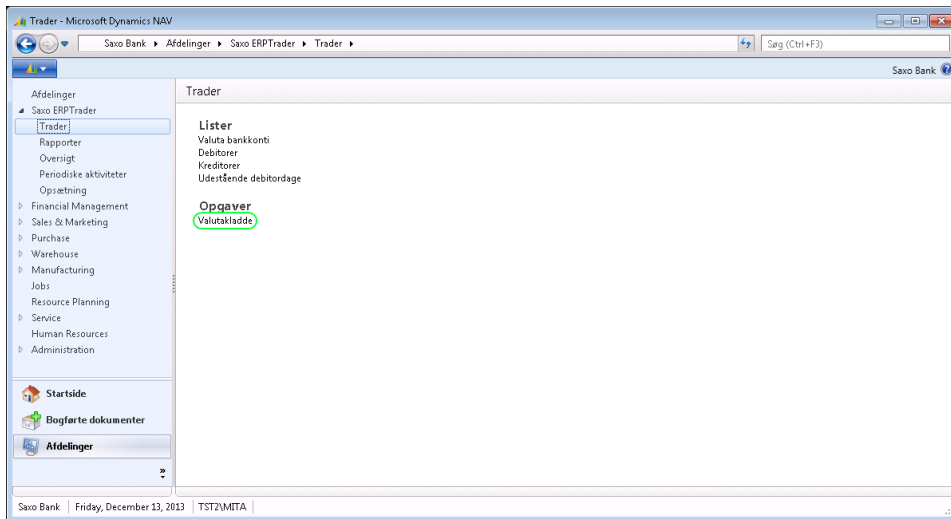 Trader - Microsoft Dynamics NAV
Saxo Bank Afdelinger Saxo ERPTrader Trader
Søg (Ctrl+F3)
Saxo Bank
Afdelinger
Saxo ERPTrader
Trader
Rapporter
Oversigt
Periodiske aktiviteter
Opsætning
Financial Management
Sales & Marketing
Purchase
Warehouse
Manufacturing
Jobs
Resource Planning
Service
Human Resources
Administration
Startside
Bogførte dokumenter
Afdelinger
Trader
Lister
Valuta bankkonti
Debitorer
Kreditorer
Udestående debitordage
Opgaver
Valutakladde
Saxo Bank Friday, December 13, 2013 TST2\MITA